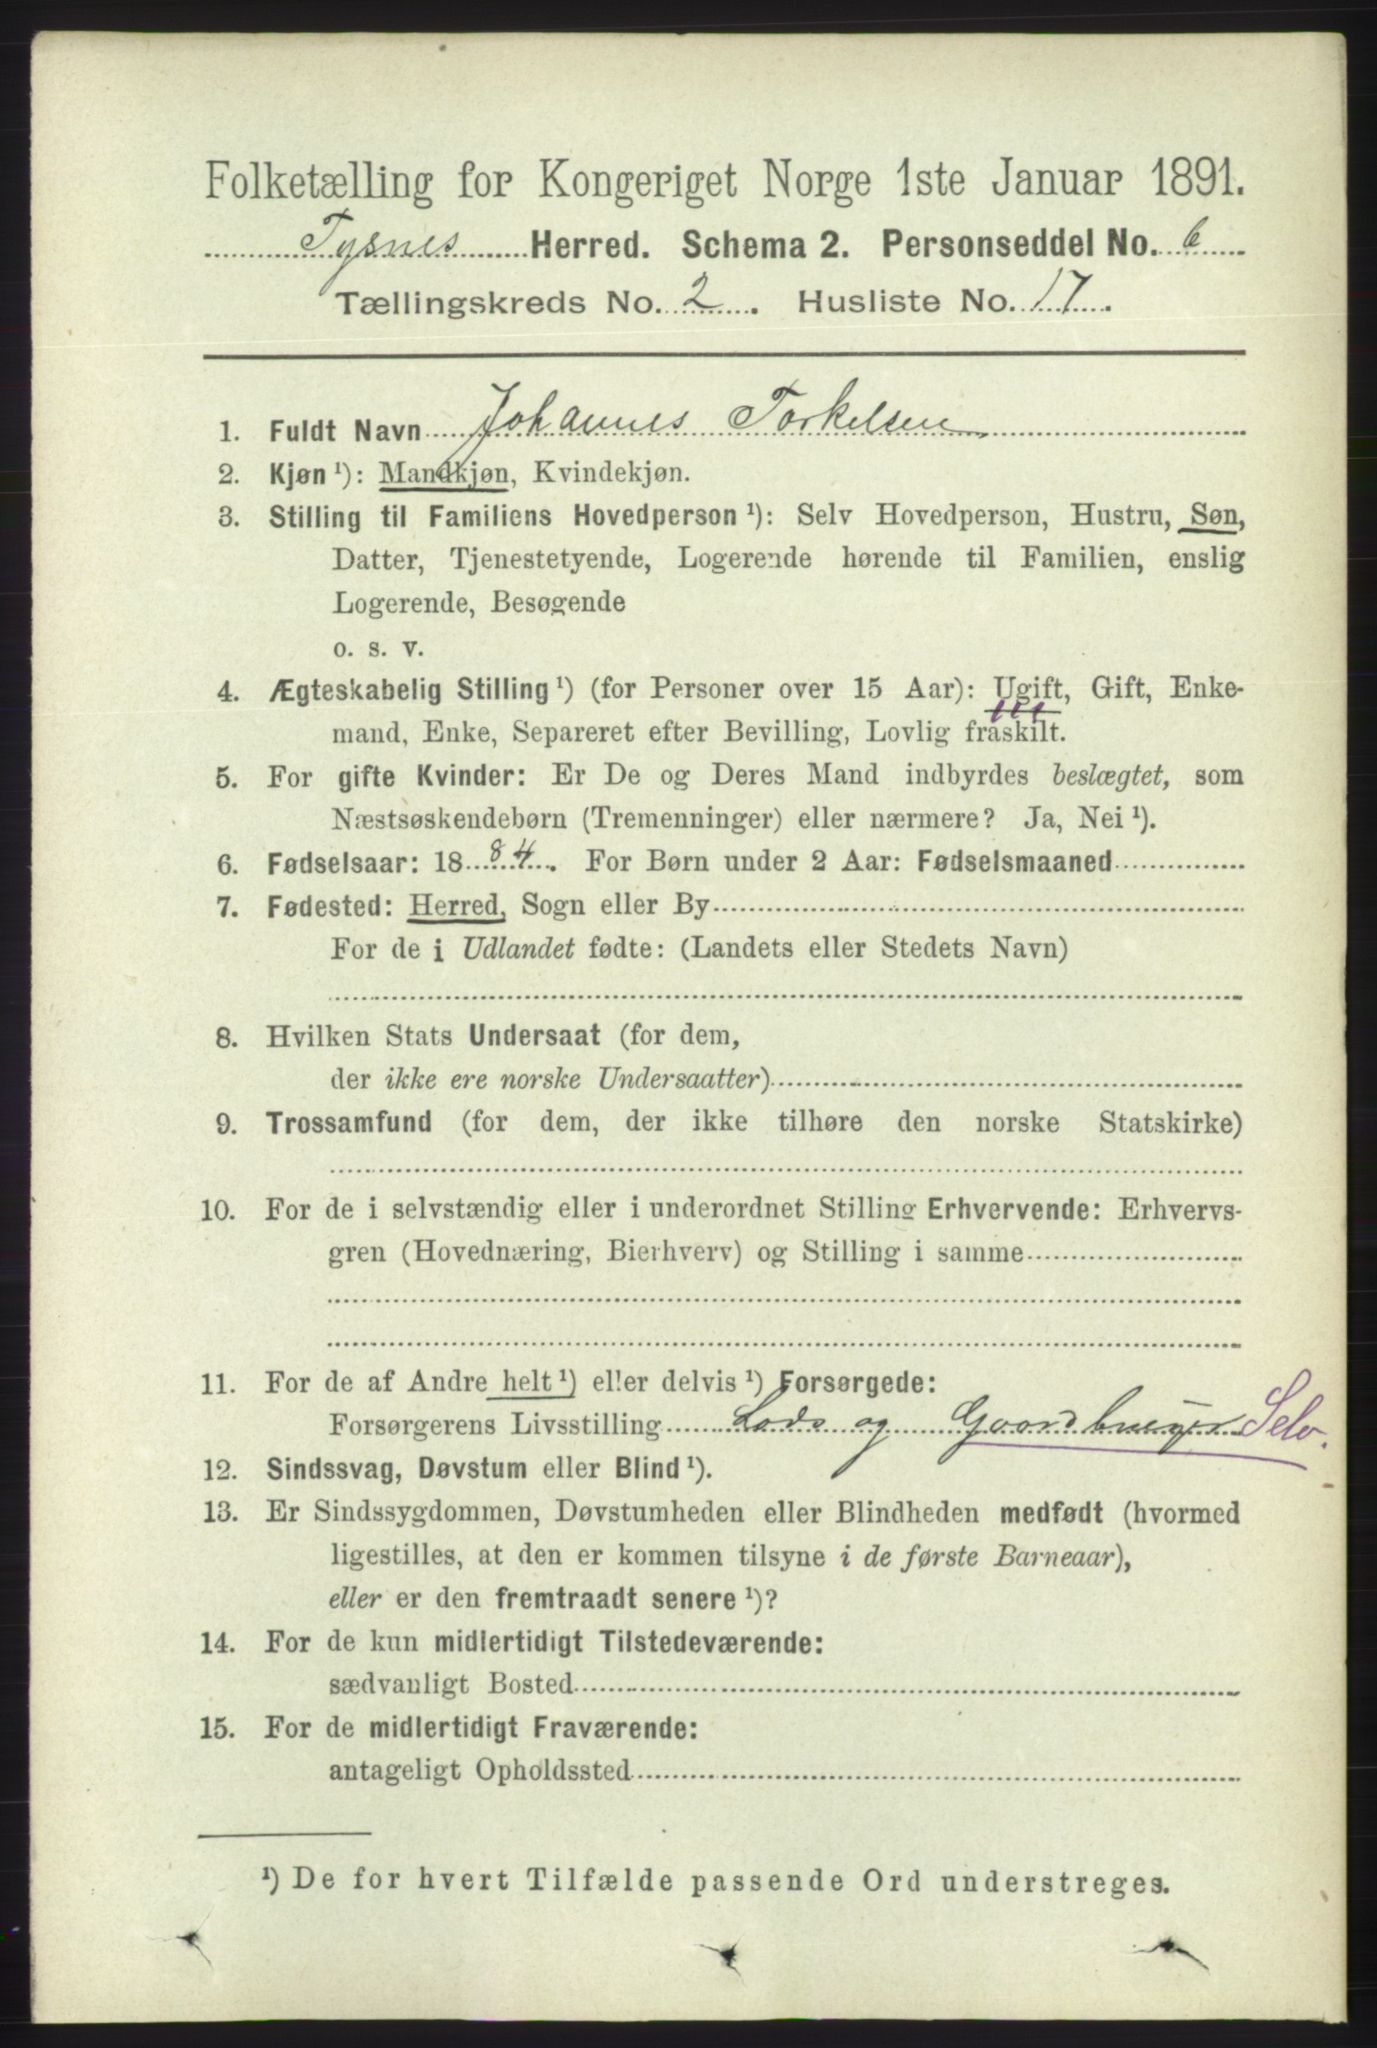 Folketælling for Kongeriget Norge 1ste Januar 1891.
Tysnes Herred. Schema 2. Personseddel No. 6
Tællingskreds No. 2. Husliste No. 17.
1. Fuldt Navn Johannes Torkelsen
2. Kjøn ¹): Mandkjøn, Kvindekjøn.
3. Stilling til Familiens Hovedperson ¹): Selv Hovedperson, Hustru, Søn,
Datter, Tjenestetyende, Logerende hørende til Familien, enslig
Logerende, Besøgende
o. s. v.
4. Ægteskabelig Stilling ¹) (for Personer over 15 Aar): Ugift, Gift, Enke-
mand, Enke, Separeret efter Bevilling, Lovlig fraskilt.
5. For gifte Kvinder: Er De og Deres Mand indbyrdes beslægtet, som
Næstsøskendebørn (Tremenninger) eller nærmere? Ja, Nei ¹).
6. Fødselsaar: 1884. For Børn under 2 Aar: Fødselsmaaned
7. Fødested: Herred, Sogn eller By
For de i Udlandet fødte: (Landets eller Stedets Navn)
8. Hvilken Stats Undersaat (for dem,
der ikke ere norske Undersaatter)
9. Trossamfund (for dem, der ikke tilhøre den norske Statskirke)
10. For de i selvstændig eller i underordnet Stilling Erhvervende: Erhvervs-
gren (Hovednæring, Bierhverv) og Stilling i samme
11. For de af Andre helt ¹) eller delvis ¹) Forsørgede:
Forsørgerens Livsstilling Lods og Gaardbruger Selv.
12. Sindssvag, Døvstum eller Blind ¹).
13. Er Sindssygdommen, Døvstumheden eller Blindheden medfødt (hvormed
ligestilles, at den er kommen tilsyne i de første Barneaar),
eller er den fremtraadt senere ¹)?
14. For de kun midlertidigt Tilstedeværende:
sædvanligt Bosted
15. For de midlertidigt Fraværende:
antageligt Opholdssted
¹) De for hvert Tilfælde passende Ord understreges.